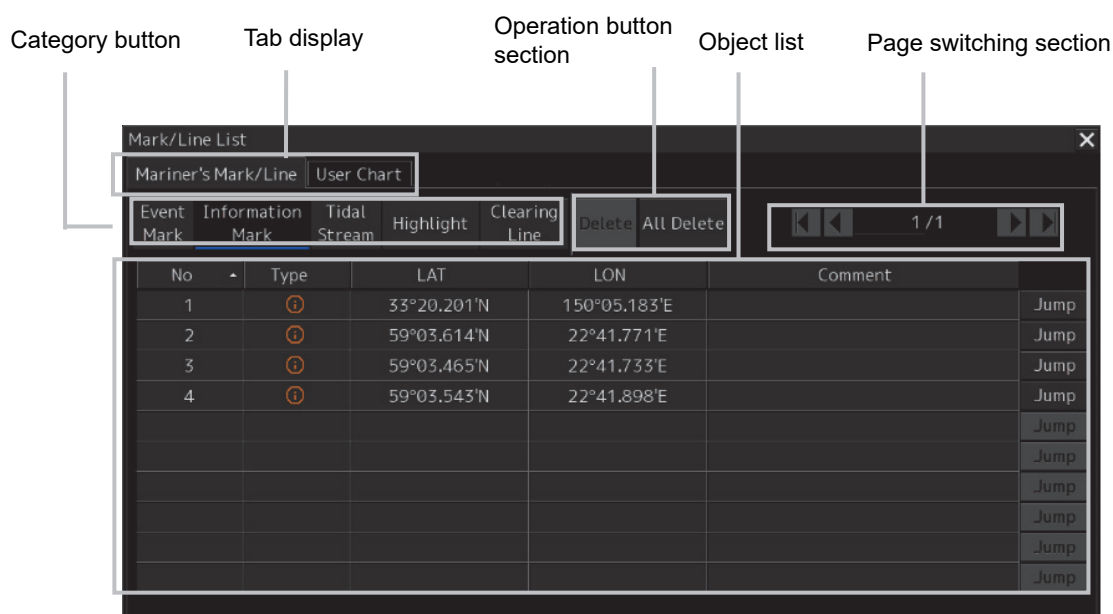 Category button
Tab display
Operation button
section
Object list
Page switching section
Mark/Line List
Mariner's Mark/Line User Chart
Event Information Tidal Highlight Clearing Delete All Delete 1/1
Mark Mark Stream Line
No Type LAT LON Comment
1 33°20.201'N 150°05.183'E Jump
2 59°03.614'N 22°41.771'E Jump
3 59°03.465'N 22°41.733'E Jump
4 59°03.543'N 22°41.898'E Jump
Jump
Jump
Jump
Jump
Jump
Jump